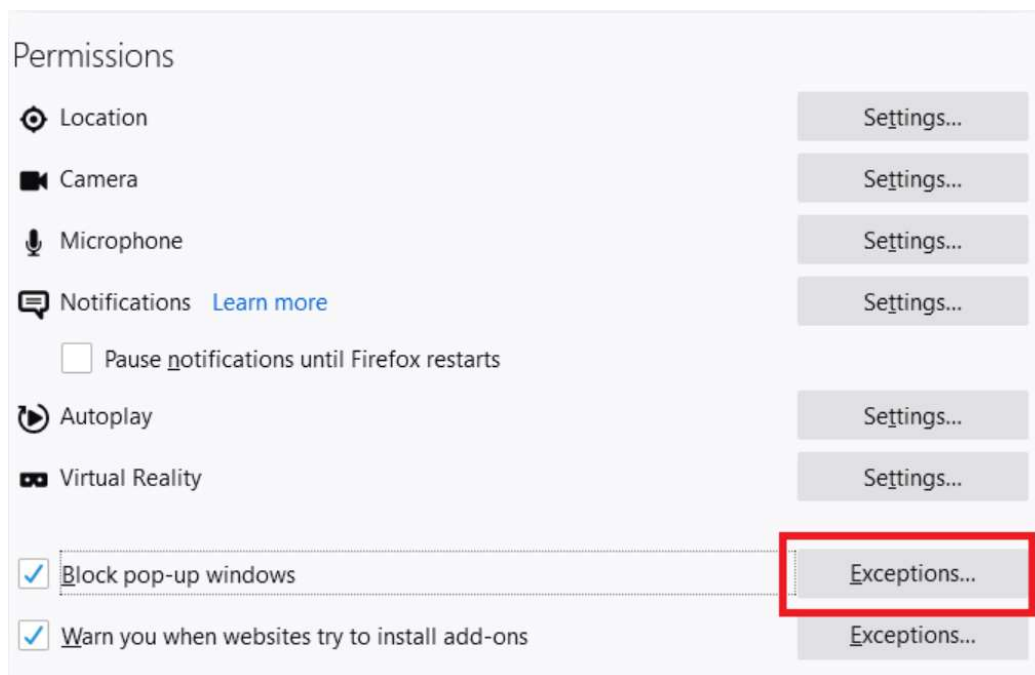 Permissions
Location Settings...
Camera Settings...
Microphone Settings...
Notifications Learn more Settings...
Pause notifications until Firefox restarts
Autoplay Settings...
Virtual Reality Settings...
Block pop-up windows Exceptions...
Warn you when websites try to install add-ons Exceptions...